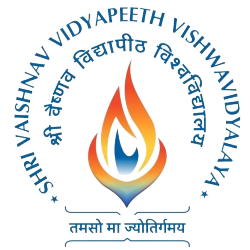 ★ SHRI VAISHNAV VIDYAPEETH VISHWAVIDYALAYA ★
श्री वैष्णव विद्यापीठ विश्वविद्यालय
तमसो मा ज्योतिर्गमय